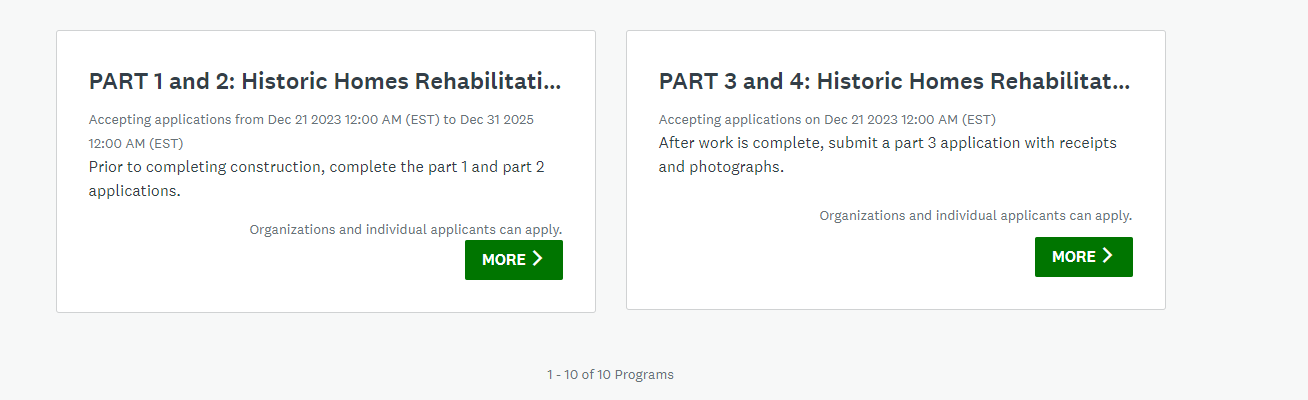 PART 1 and 2: Historic Homes Rehabilitati...
Accepting applications from Dec 21 2023 12:00 AM (EST) to Dec 31 2025
12:00 AM (EST)
Prior to completing construction, complete the part 1 and part 2
applications.
Organizations and individual applicants can apply.
MORE
PART 3 and 4: Historic Homes Rehabilitat...
Accepting applications on Dec 21 2023 12:00 AM (EST)
After work is complete, submit a part 3 application with receipts
and photographs.
Organizations and individual applicants can apply.
MORE
1 - 10 of 10 Programs